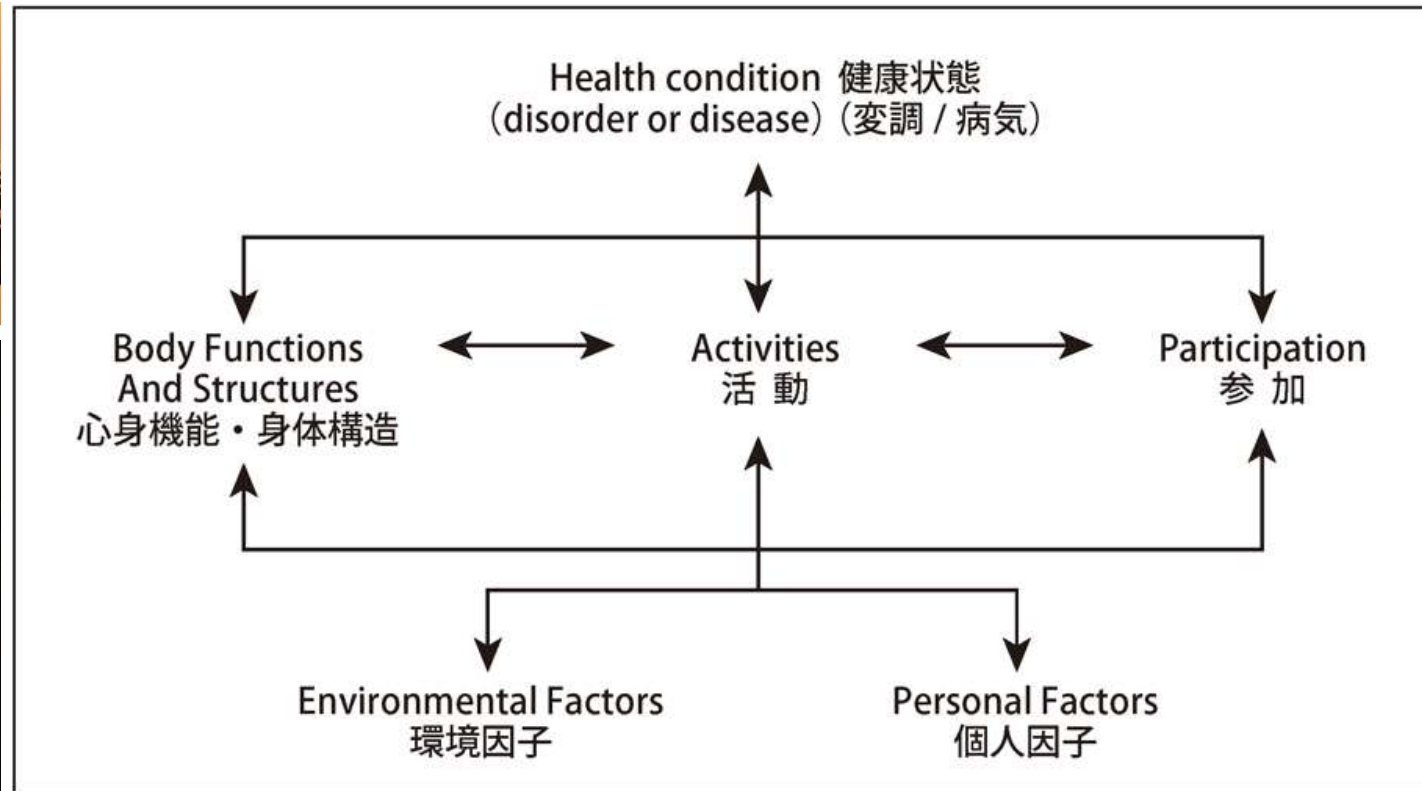 Health condition 健康状態
(disorder or disease) (変調 / 病気)
Body Functions
And Structures
心身機能・身体構造
Activities
活 動
Participation
参 加
Environmental Factors
環境因子
Personal Factors
個人因子